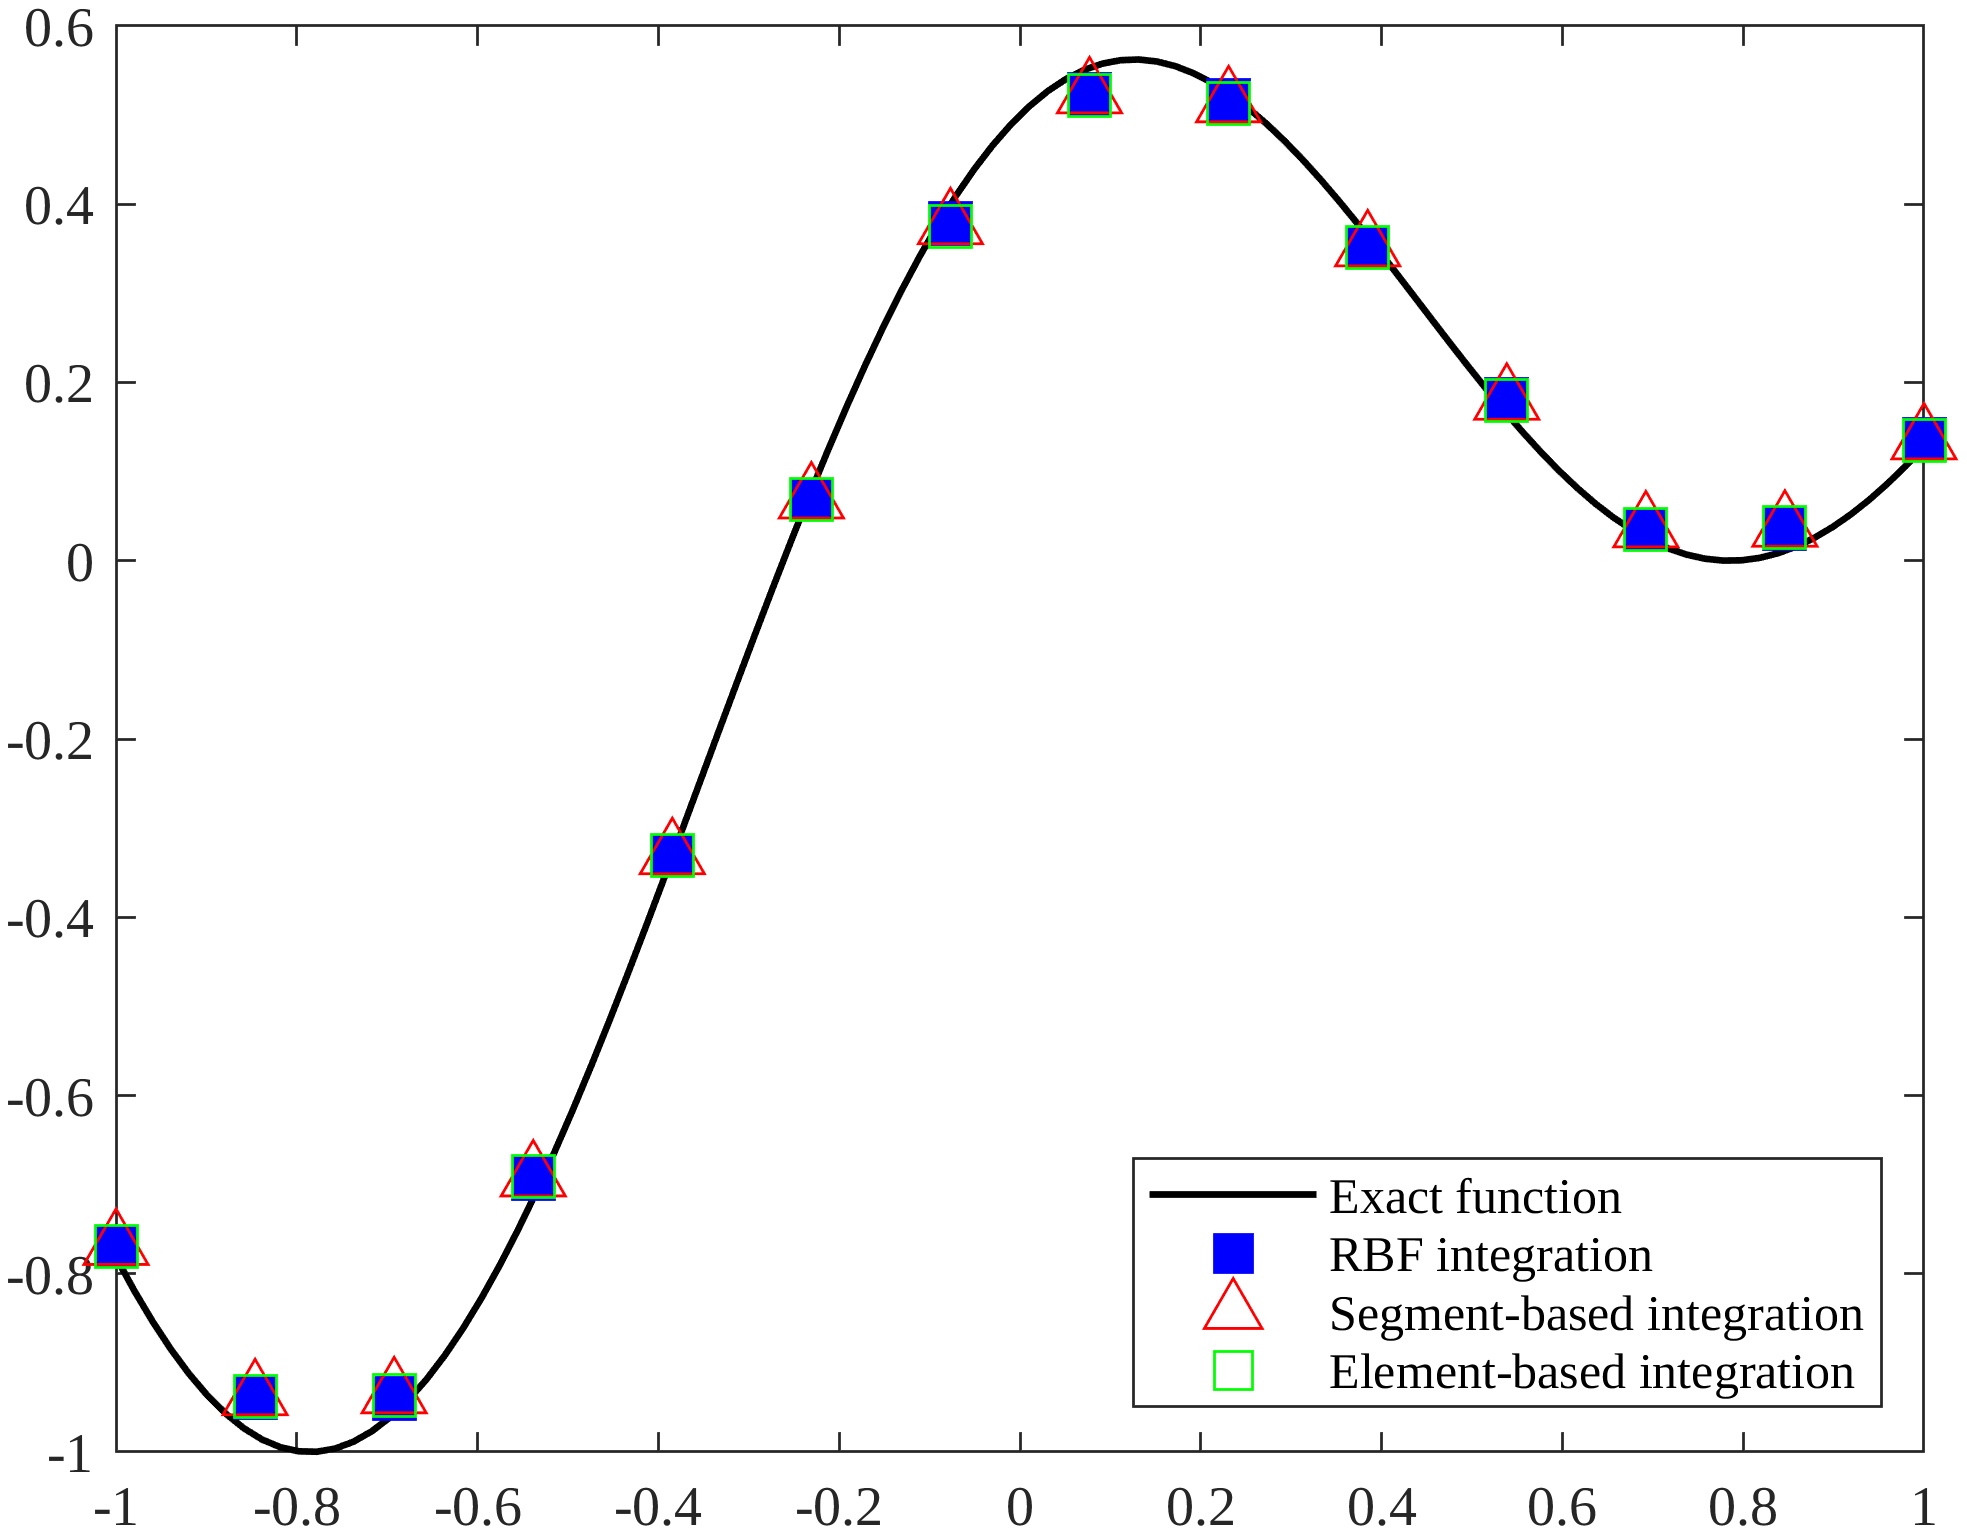 0.6
0.4
0.2
0
-0.2
-0.4
-0.6
-0.8
-1
-1 -0.8 -0.6 -0.4 -0.2 0 0.2 0.4 0.6 0.8 1
Exact function
RBF integration
Segment-based integration
Element-based integration